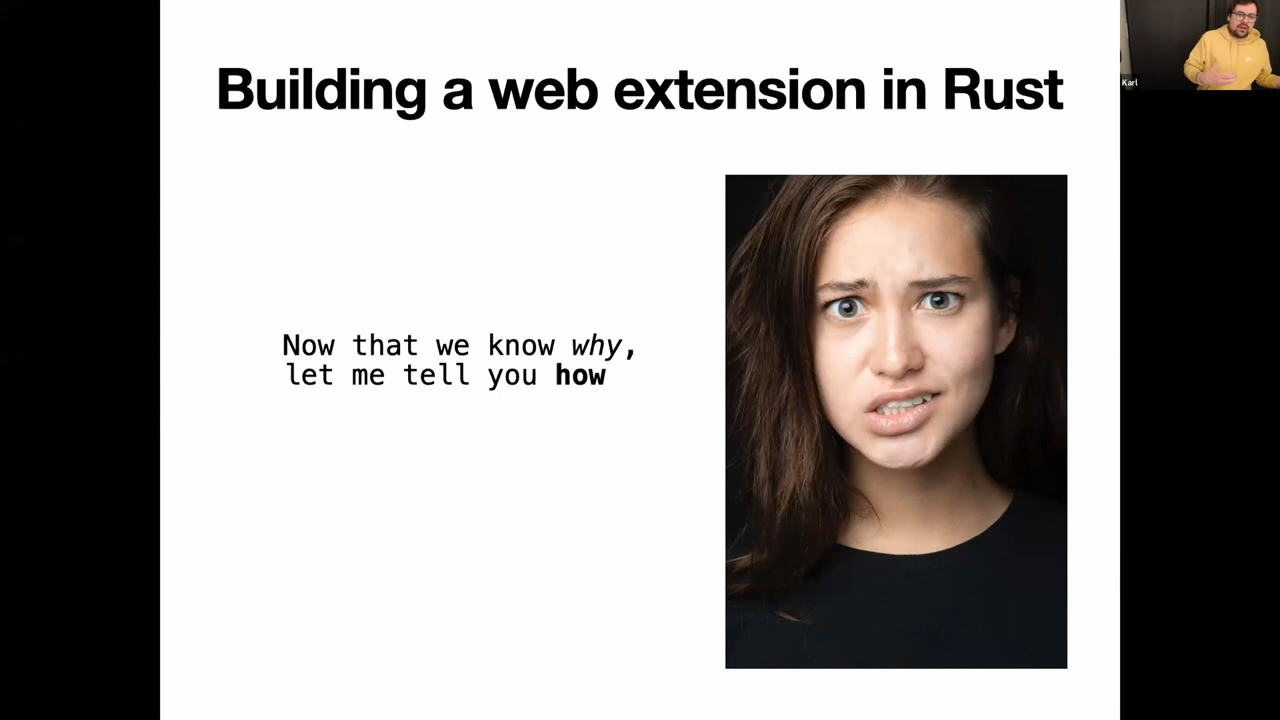 Building a web extension in Rust
Now that we know why,
let me tell you how
Karl